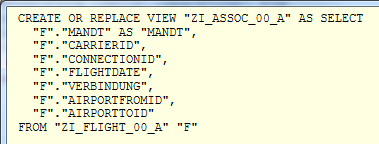 CREATE OR REPLACE VIEW "ZI_ASSOC_00_A" AS SELECT
"F"."MANDT" AS "MANDT",
"F"."CARRIERID",
"F"."CONNECTIONID",
"F"."FLIGHTDATE",
"F"."VERBINDUNG",
"F"."AIRPORTFROMID",
"F"."AIRPORTTOID"
FROM "ZI_FLIGHT_00_A" "F"